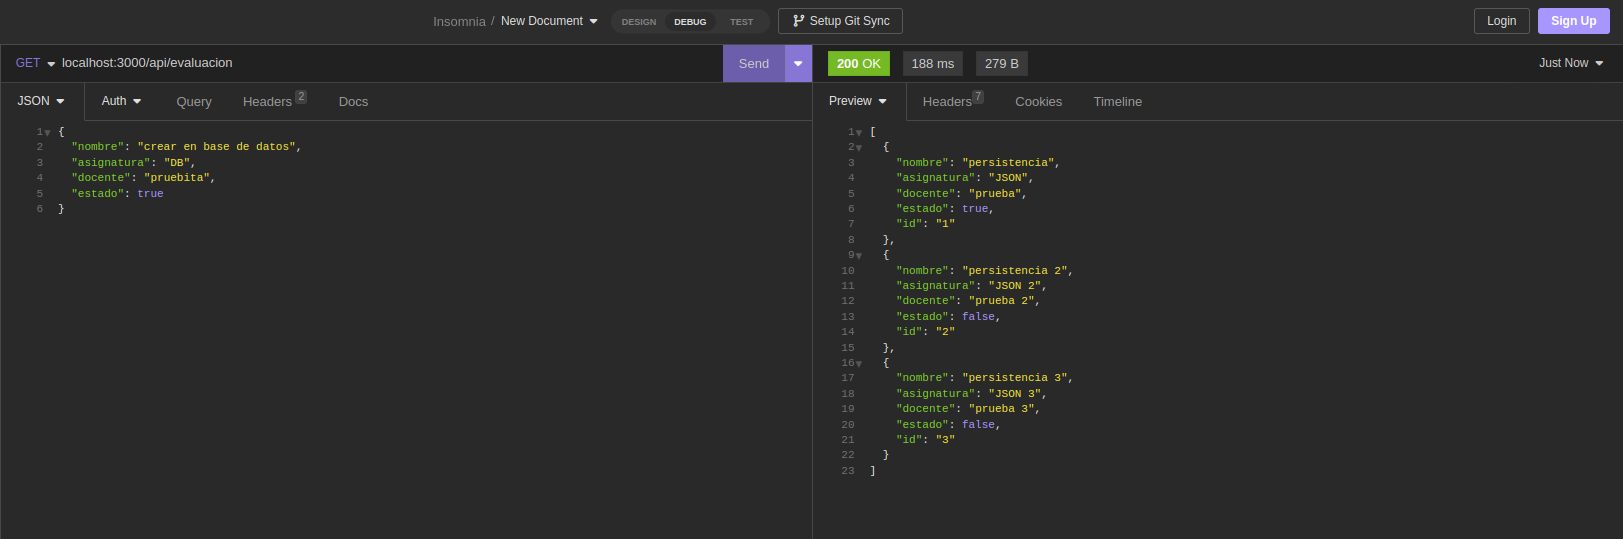 Insomnia / New Document DESIGN DEBUG TEST Setup Git Sync Login Sign Up
GET localhost:3000/api/evaluacion Send 200 OK 188 ms 279 B Just Now
JSON Auth Query Headers 2 Docs
1 {
2 "nombre": "crear en base de datos",
3 "asignatura": "DB",
4 "docente": "pruebita",
5 "estado": true
6 }
Preview Headers 7 Cookies Timeline
1 [
2 {
3 "nombre": "persistencia",
4 "asignatura": "JSON",
5 "docente": "prueba",
6 "estado": true,
7 "id": "1"
8 },
9 {
10 "nombre": "persistencia 2",
11 "asignatura": "JSON 2",
12 "docente": "prueba 2",
13 "estado": false,
14 "id": "2"
15 },
16 {
17 "nombre": "persistencia 3",
18 "asignatura": "JSON 3",
19 "docente": "prueba 3",
20 "estado": false,
21 "id": "3"
22 }
23 ]